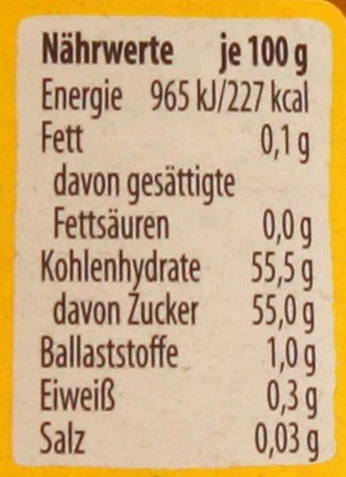 Nährwerte je 100 g
Energie 965 kJ/227 kcal
Fett 0,1 g
davon gesättigte
Fettsäuren 0,0 g
Kohlenhydrate 55,5 g
davon Zucker 55,0 g
Ballaststoffe 1,0 g
Eiweiß 0,3 g
Salz 0,03 g